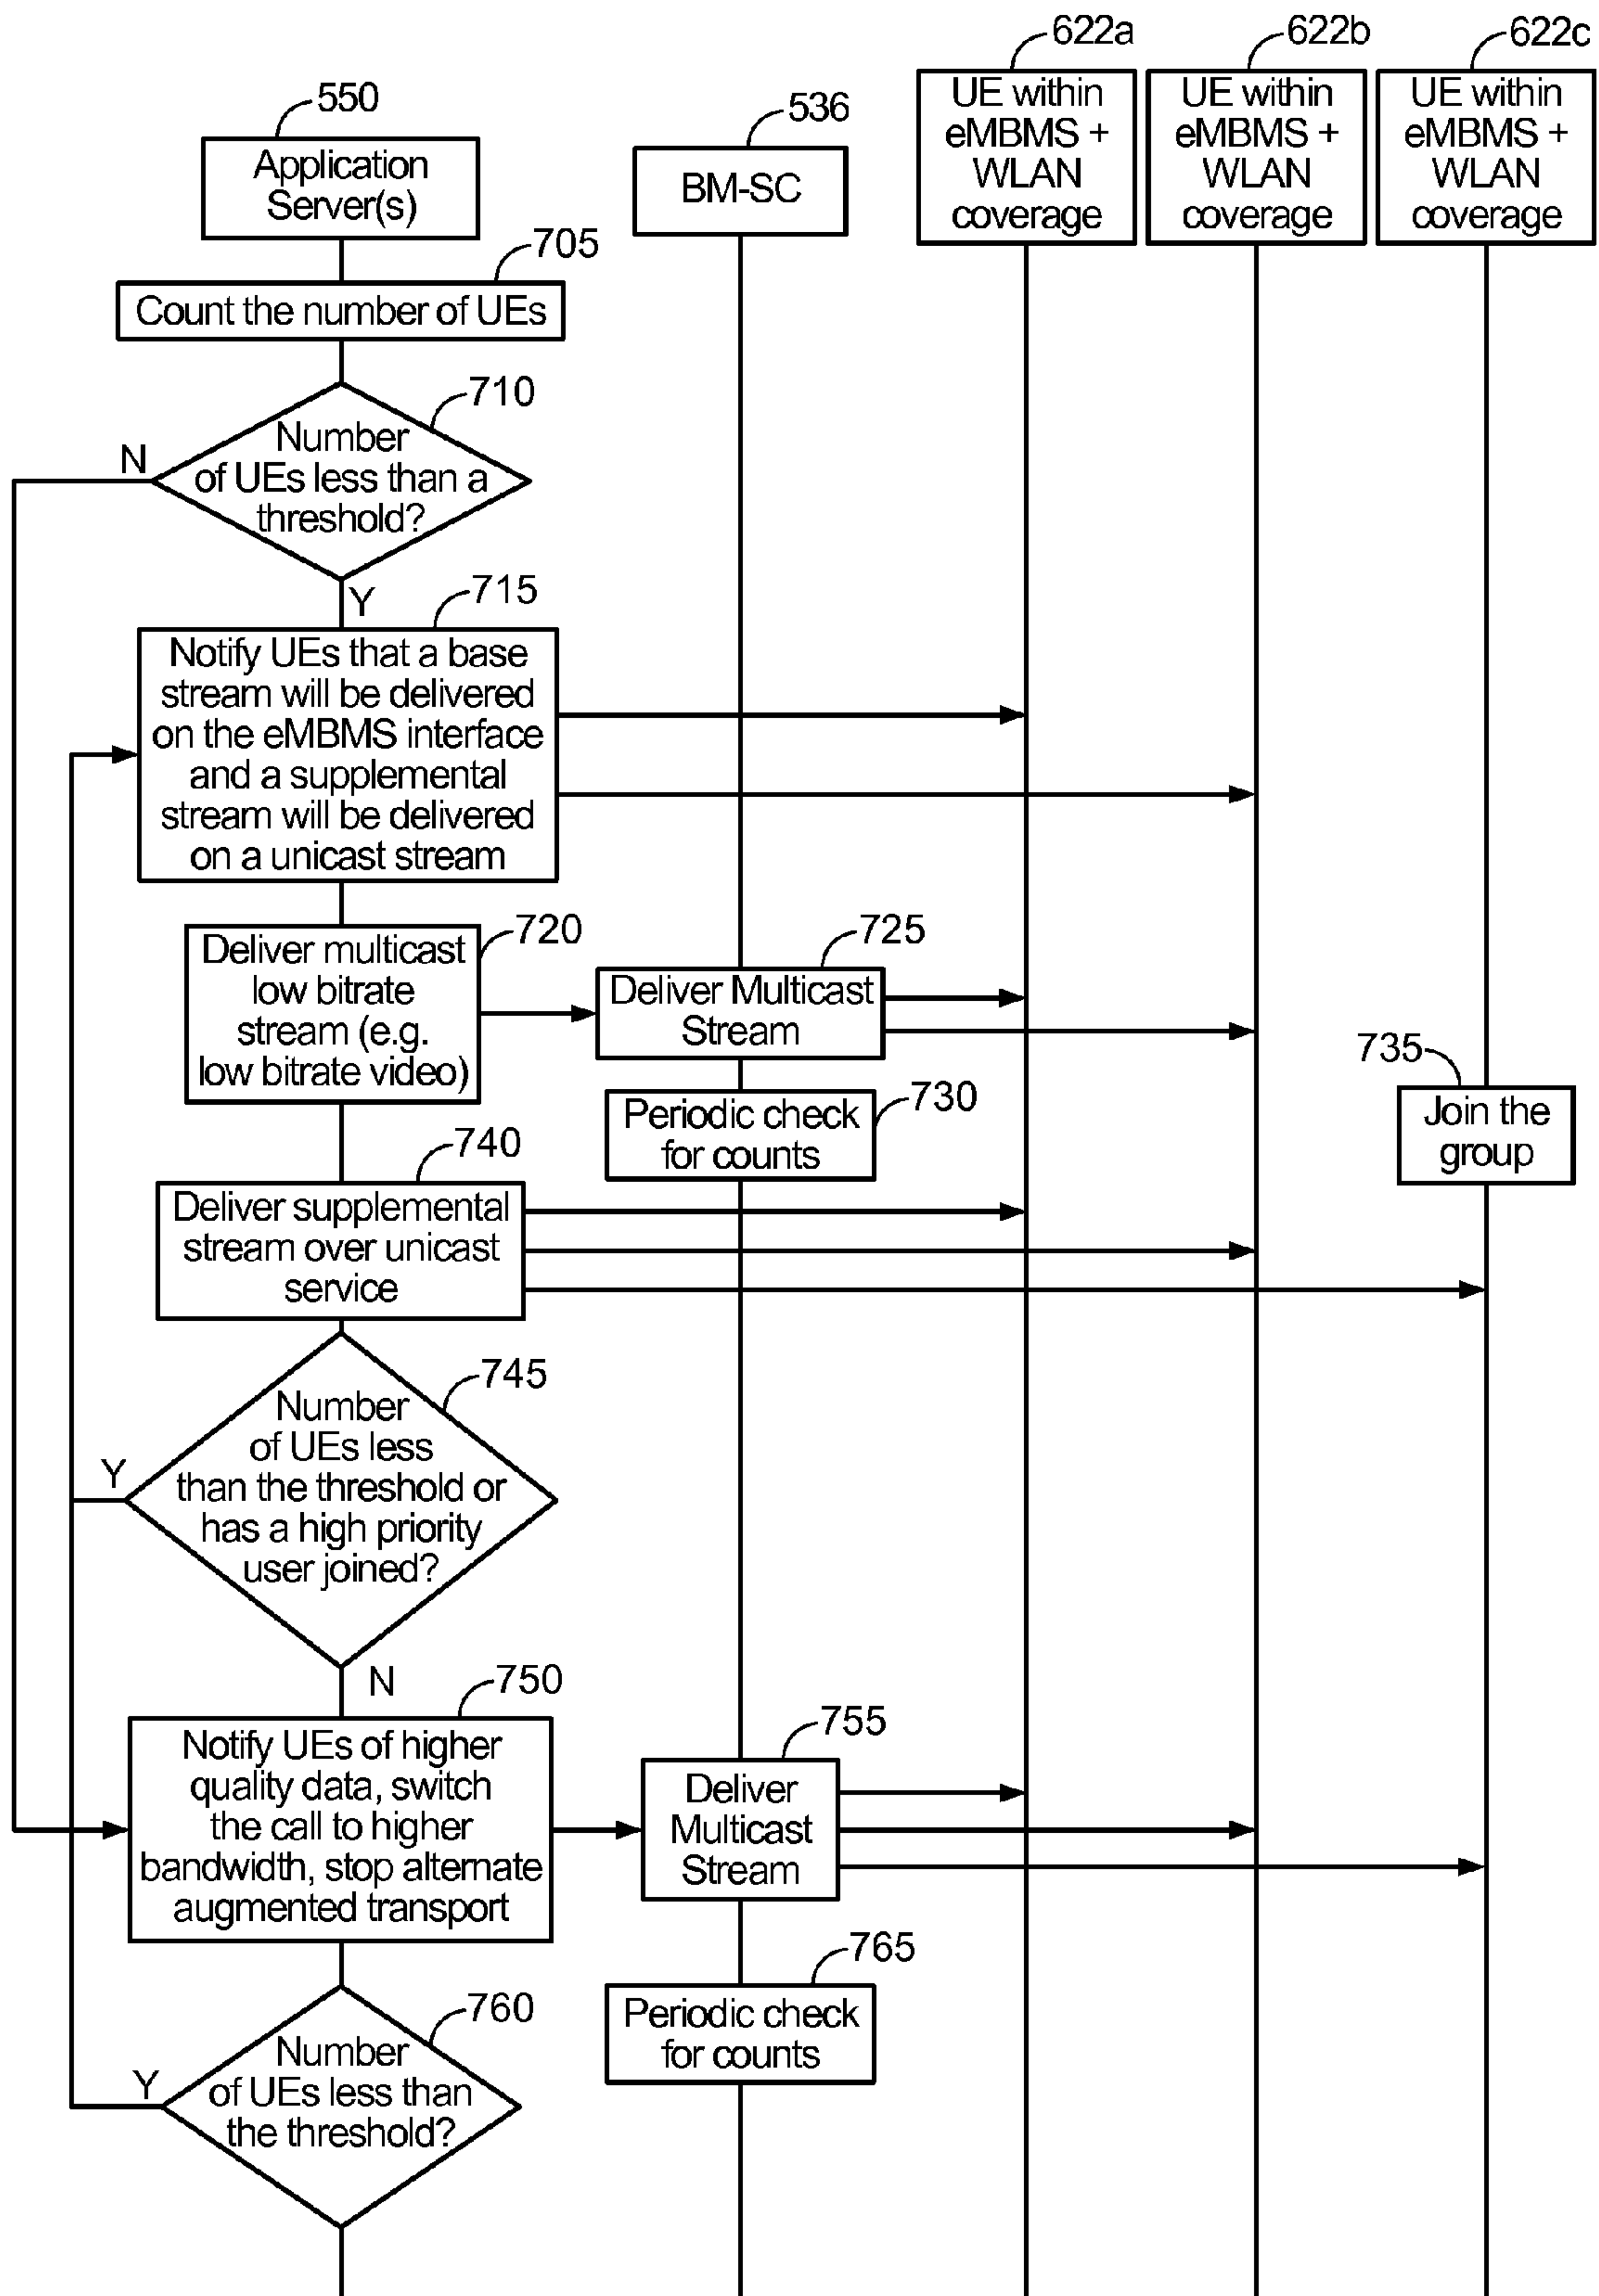 622a
622b
622c
UE within
eMBMS +
WLAN
coverage
UE within
eMBMS +
WLAN
coverage
UE within
eMBMS +
WLAN
coverage
550
Application
Server(s)
536
BM-SC
705
Count the number of UEs
710
Number
of UEs less than a
threshold?
N
Y
715
Notify UEs that a base
stream will be delivered
on the eMBMS interface
and a supplemental
stream will be delivered
on a unicast stream
720
Deliver multicast
low bitrate
stream (e.g.
low bitrate video)
725
Deliver Multicast
Stream
730
Periodic check
for counts
735
Join the
group
740
Deliver supplemental
stream over unicast
service
745
Number
of UEs less
than the threshold or
has a high priority
user joined?
Y
N
750
Notify UEs of higher
quality data, switch
the call to higher
bandwidth, stop alternate
augmented transport
755
Deliver
Multicast
Stream
760
Number
of UEs less than
the threshold?
Y
765
Periodic check
for counts